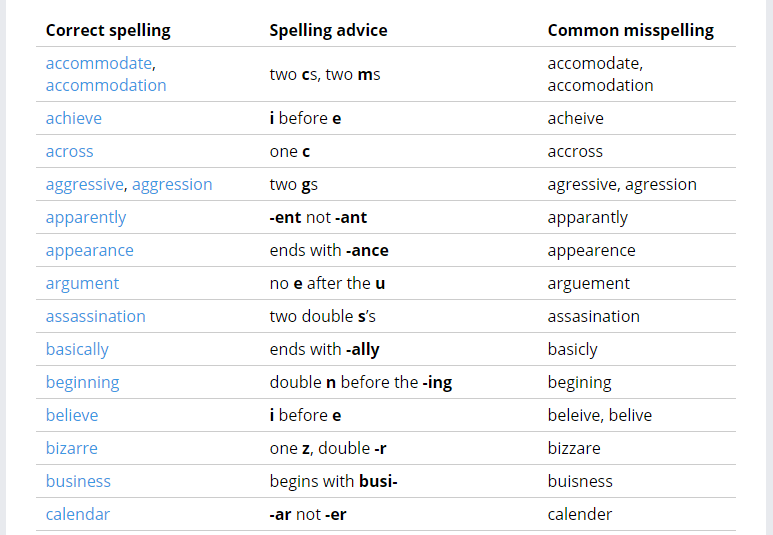 Correct spelling Spelling advice Common misspelling
accommodate, accommodation two cs, two ms accomodate, accomodation
achieve i before e acheive
across one c accross
aggressive, aggression two gs agressive, agression
apparently -ent not -ant apparantly
appearance ends with -ance appearence
argument no e after the u arguement
assassination two double s’s assasination
basically ends with -ally basicly
beginning double n before the -ing begining
believe i before e beleive, belive
bizarre one z, double -r bizzare
business begins with busi- buisness
calendar -ar not -er calender